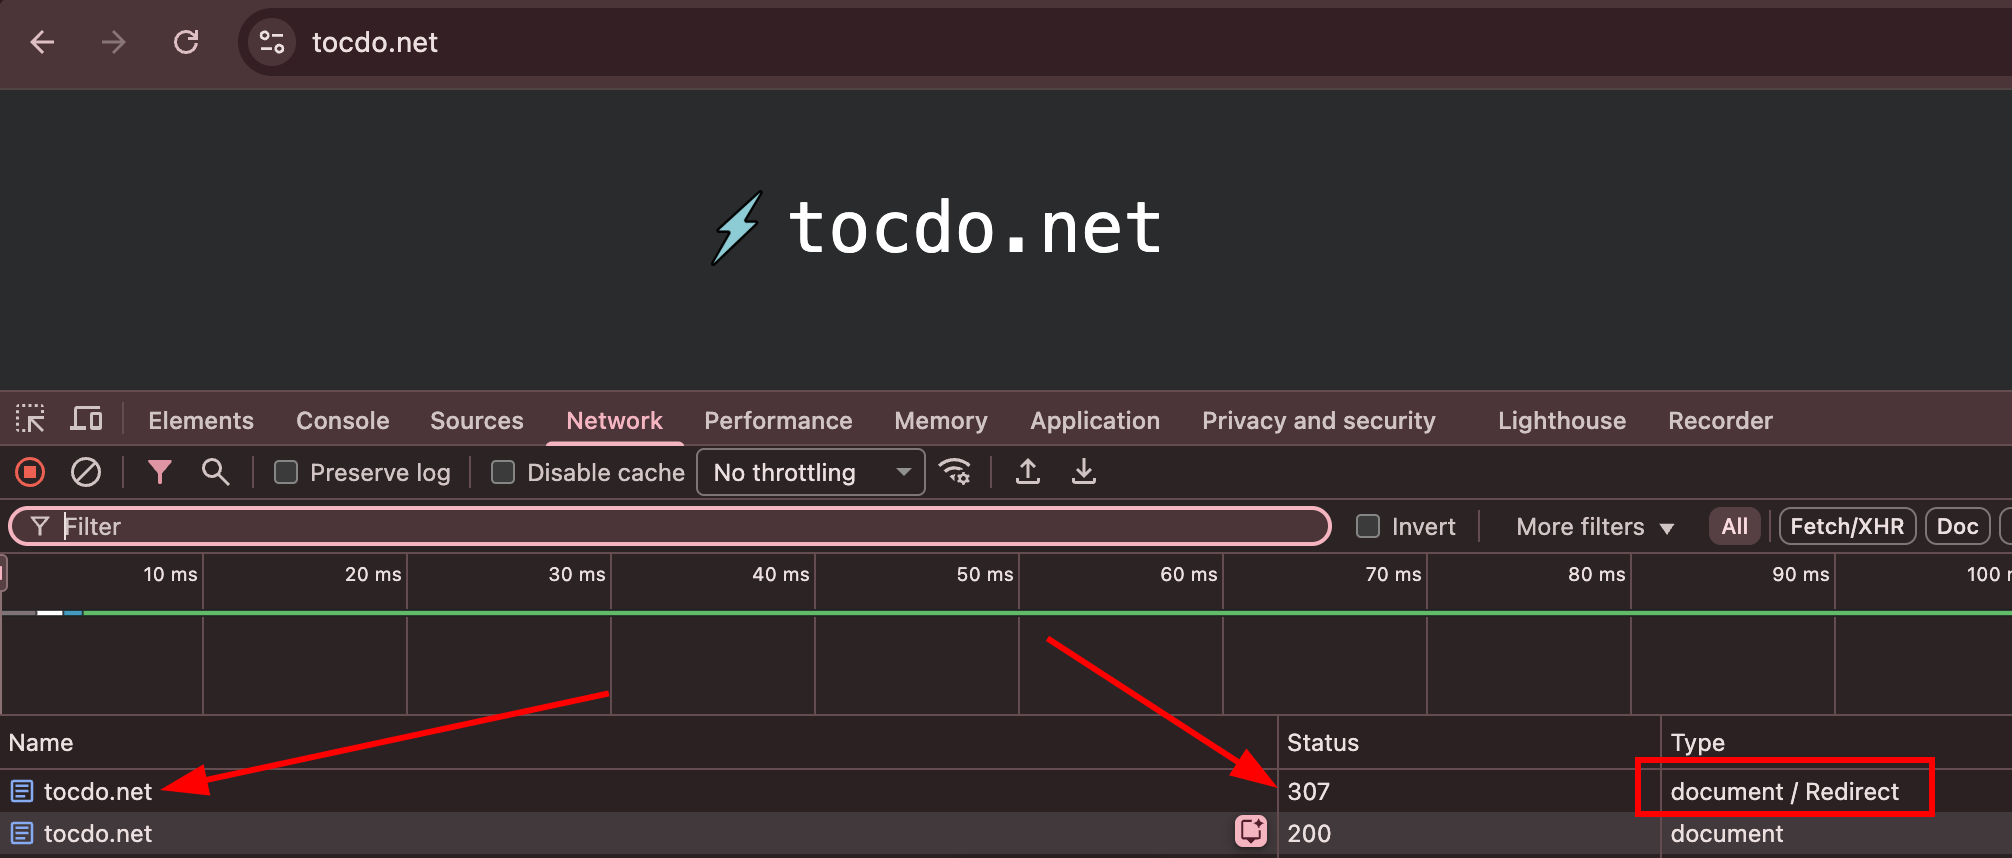 tocdo.net
tocdo.net
Elements Console Sources Network Performance Memory Application Privacy and security Lighthouse Recorder
Preserve log Disable cache No throttling
Filter Invert More filters All Fetch/XHR Doc
10 ms 20 ms 30 ms 40 ms 50 ms 60 ms 70 ms 80 ms 90 ms 100
Name Status Type
tocdo.net 307 document / Redirect
tocdo.net 200 document